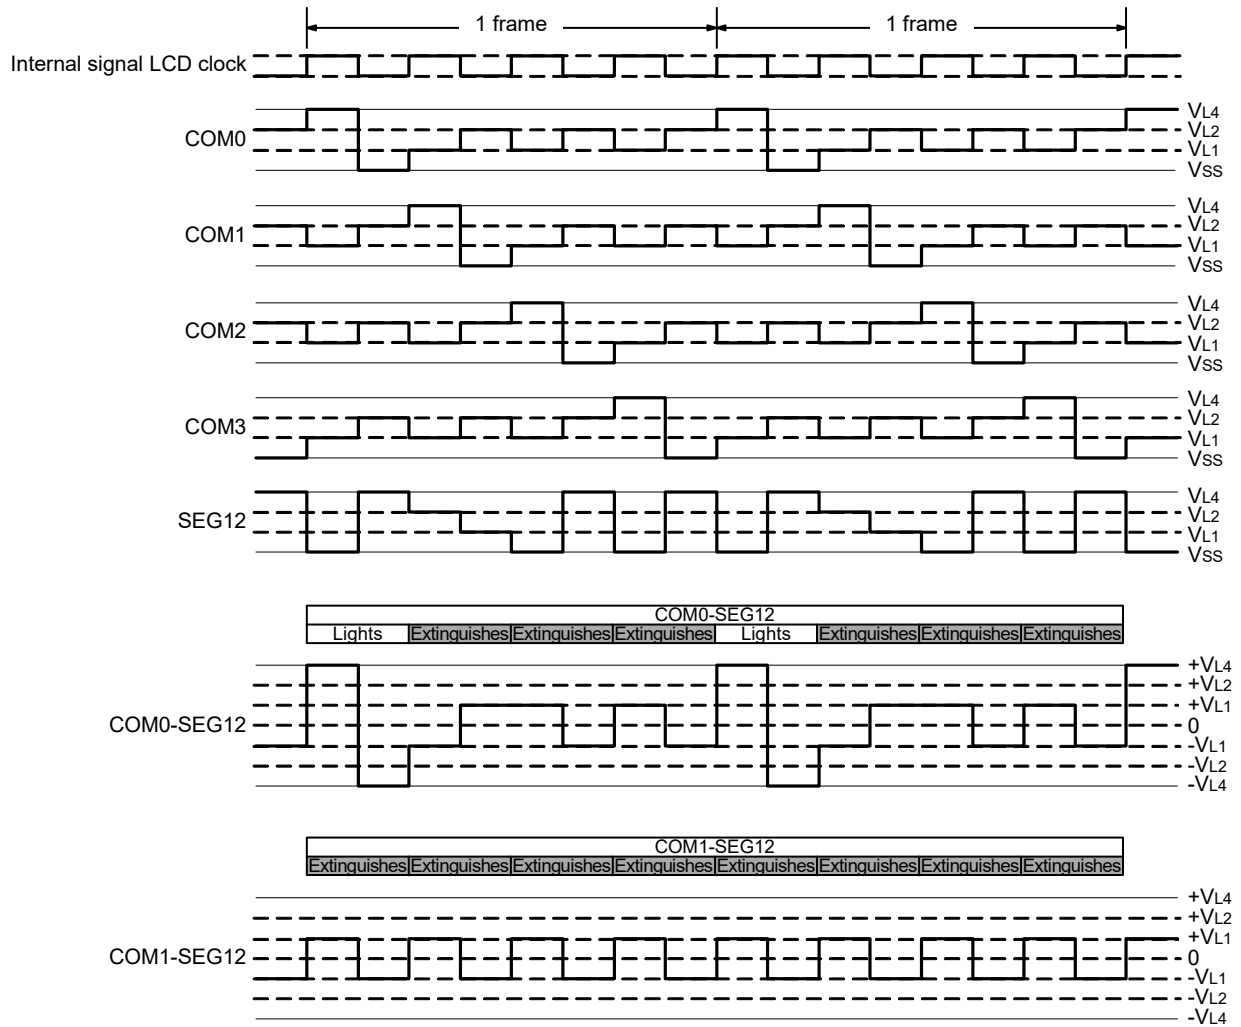 1 frame 1 frame
Internal signal LCD clock
VL4
VL2
COM0
VL1
VSS
VL4
VL2
COM1
VL1
VSS
VL4
VL2
COM2
VL1
VSS
VL4
VL2
COM3
VL1
VSS
VL4
VL2
SEG12
VL1
VSS
COM0-SEG12
Lights Extinguishes Extinguishes Extinguishes Lights Extinguishes Extinguishes Extinguishes
+VL4
+VL2
+VL1
COM0-SEG12 0
-VL1
-VL2
-VL4
COM1-SEG12
Extinguishes Extinguishes Extinguishes Extinguishes Extinguishes Extinguishes Extinguishes Extinguishes
+VL4
+VL2
+VL1
COM1-SEG12 0
-VL1
-VL2
-VL4